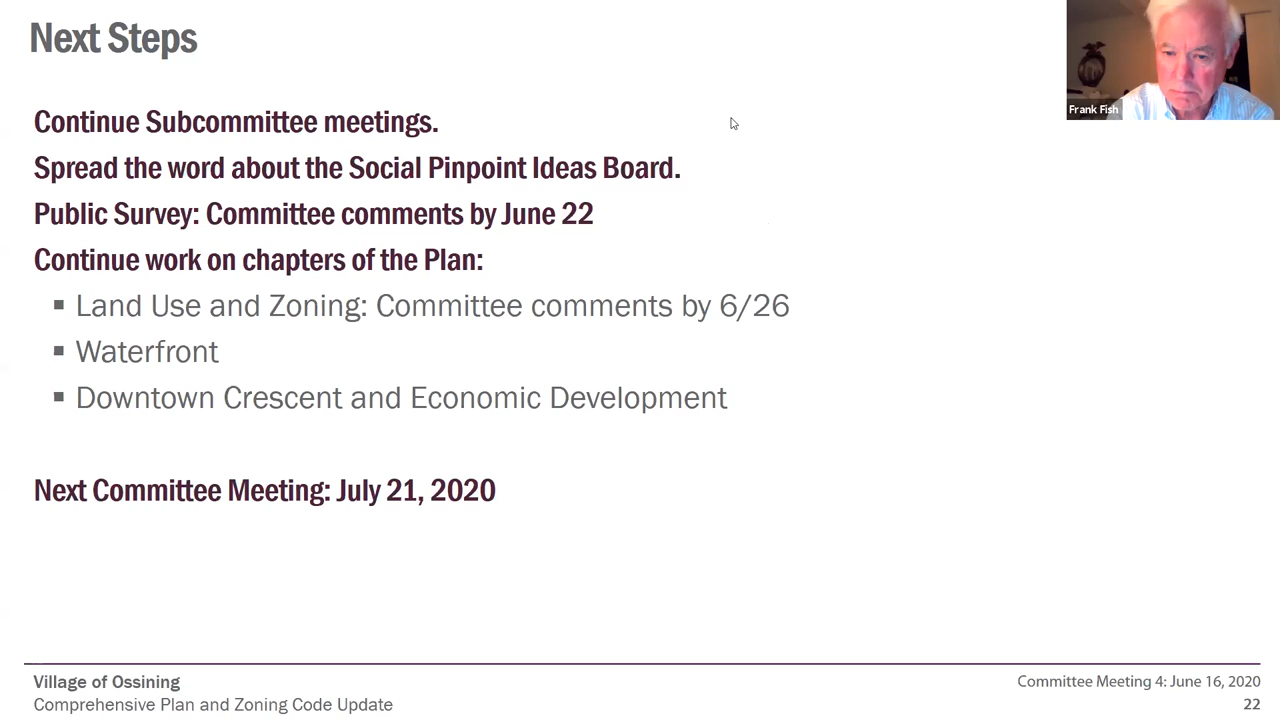 Next Steps
Frank Fish
Continue Subcommittee meetings.
Spread the word about the Social Pinpoint Ideas Board.
Public Survey: Committee comments by June 22
Continue work on chapters of the Plan:
▪ Land Use and Zoning: Committee comments by 6/26
▪ Waterfront
▪ Downtown Crescent and Economic Development
Next Committee Meeting: July 21, 2020
Village of Ossining
Comprehensive Plan and Zoning Code Update
Committee Meeting 4: June 16, 2020
22